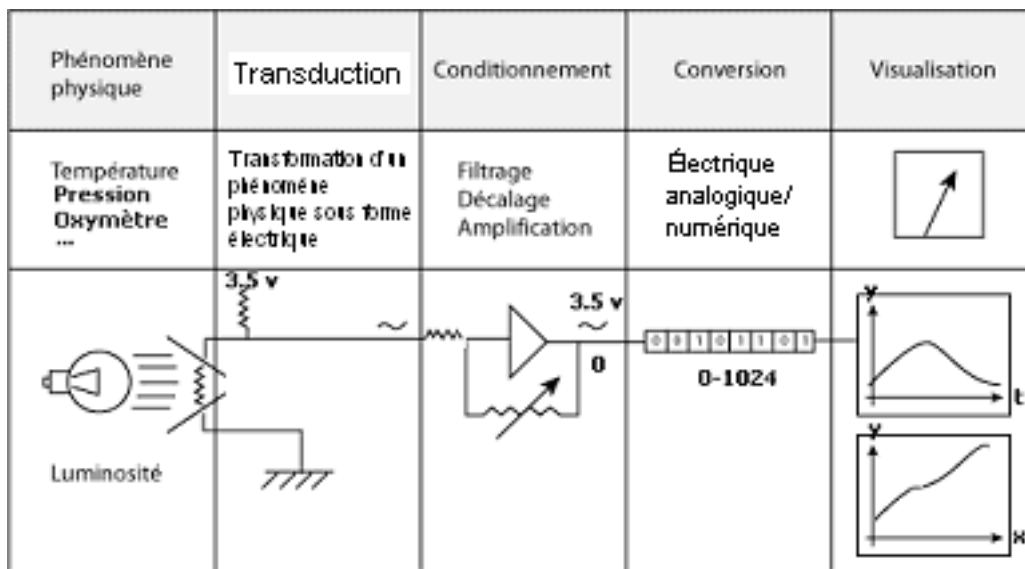 Phénomène
physique
Transduction
Conditionnement
Conversion
Visualisation
Température
Pression
Oxymètre
...
Transformation d'un
phénomène
physique sous forme
électrique
Filtrage
Décalage
Amplification
Électrique
analogique/
numérique
3.5 v
3.5 v
0
0 0 1 0 1 1 0 1
0-1024
y
t
y
x
Luminosité